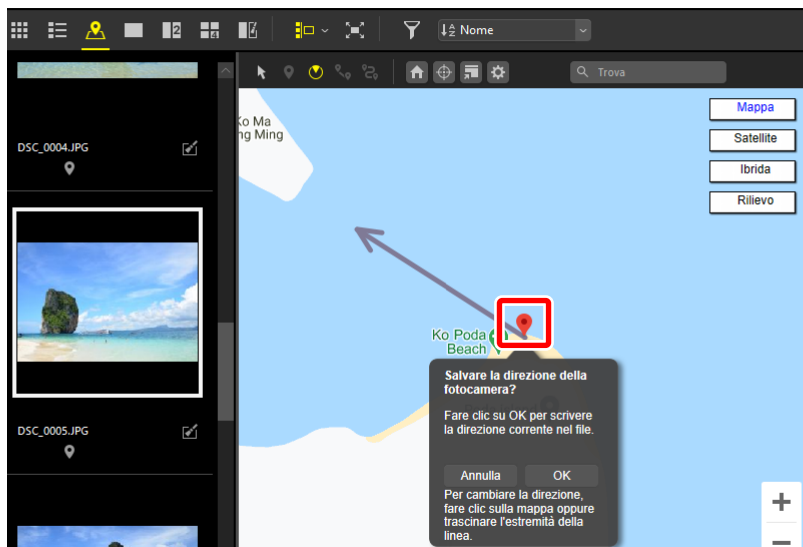 2
4
A
Z
Nome
Trova
Ko Ma
ng Ming
Mappa
Satellite
Ibrida
Rilievo
DSC_0004.JPG
Ko Poda
Beach
Salvare la direzione della
fotocamera?
Fare clic su OK per scrivere
la direzione corrente nel file.
Annulla OK
Per cambiare la direzione,
fare clic sulla mappa oppure
trascinare l'estremità della
linea.
DSC_0005.JPG
+
−